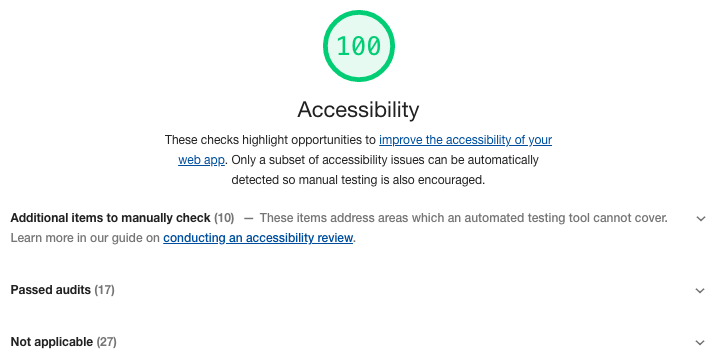 100
Accessibility
These checks highlight opportunities to improve the accessibility of your
web app. Only a subset of accessibility issues can be automatically
detected so manual testing is also encouraged.
Additional items to manually check (10) — These items address areas which an automated testing tool cannot cover.
Learn more in our guide on conducting an accessibility review.
Passed audits (17)
Not applicable (27)